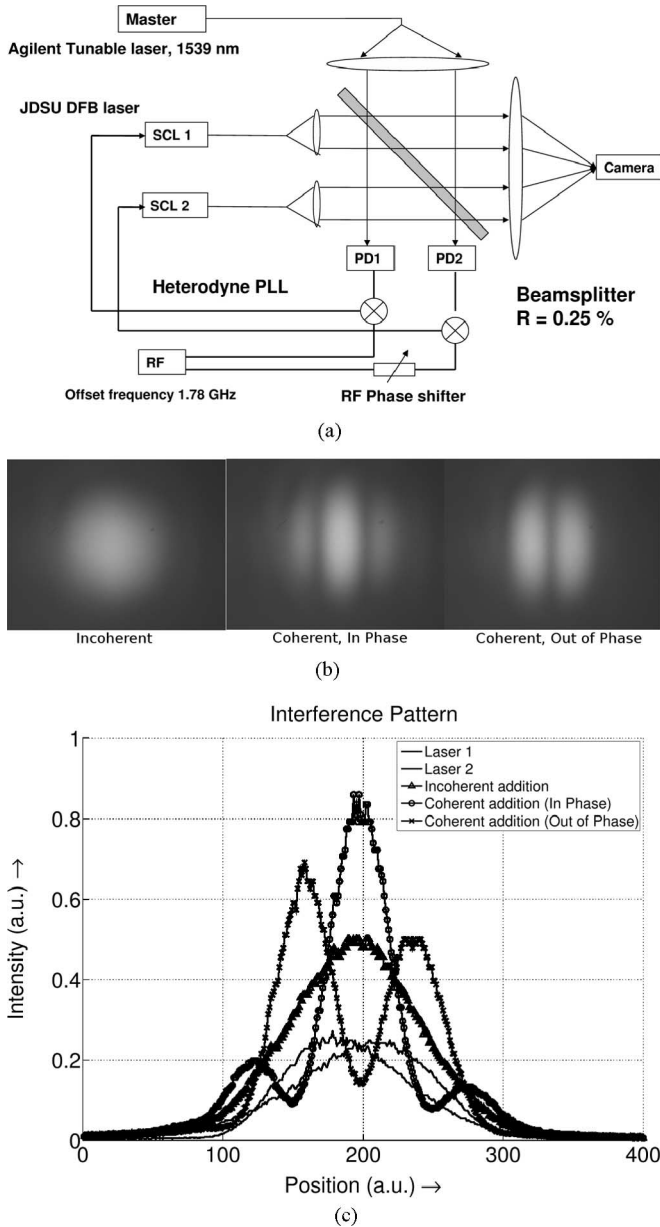 Master
Agilent Tunable laser, 1539 nm
JDSU DFB laser
SCL 1
SCL 2
Camera
PD1
PD2
Heterodyne PLL
Beamsplitter
R = 0.25 %
RF
Offset frequency 1.78 GHz
RF Phase shifter
(a)
Incoherent
Coherent, In Phase
Coherent, Out of Phase
(b)
Interference Pattern
Laser 1
Laser 2
Incoherent addition
Coherent addition (In Phase)
Coherent addition (Out of Phase)
Intensity (a.u.) →
1
0.8
0.6
0.4
0.2
0
0
100
200
300
400
Position (a.u.) →
(c)